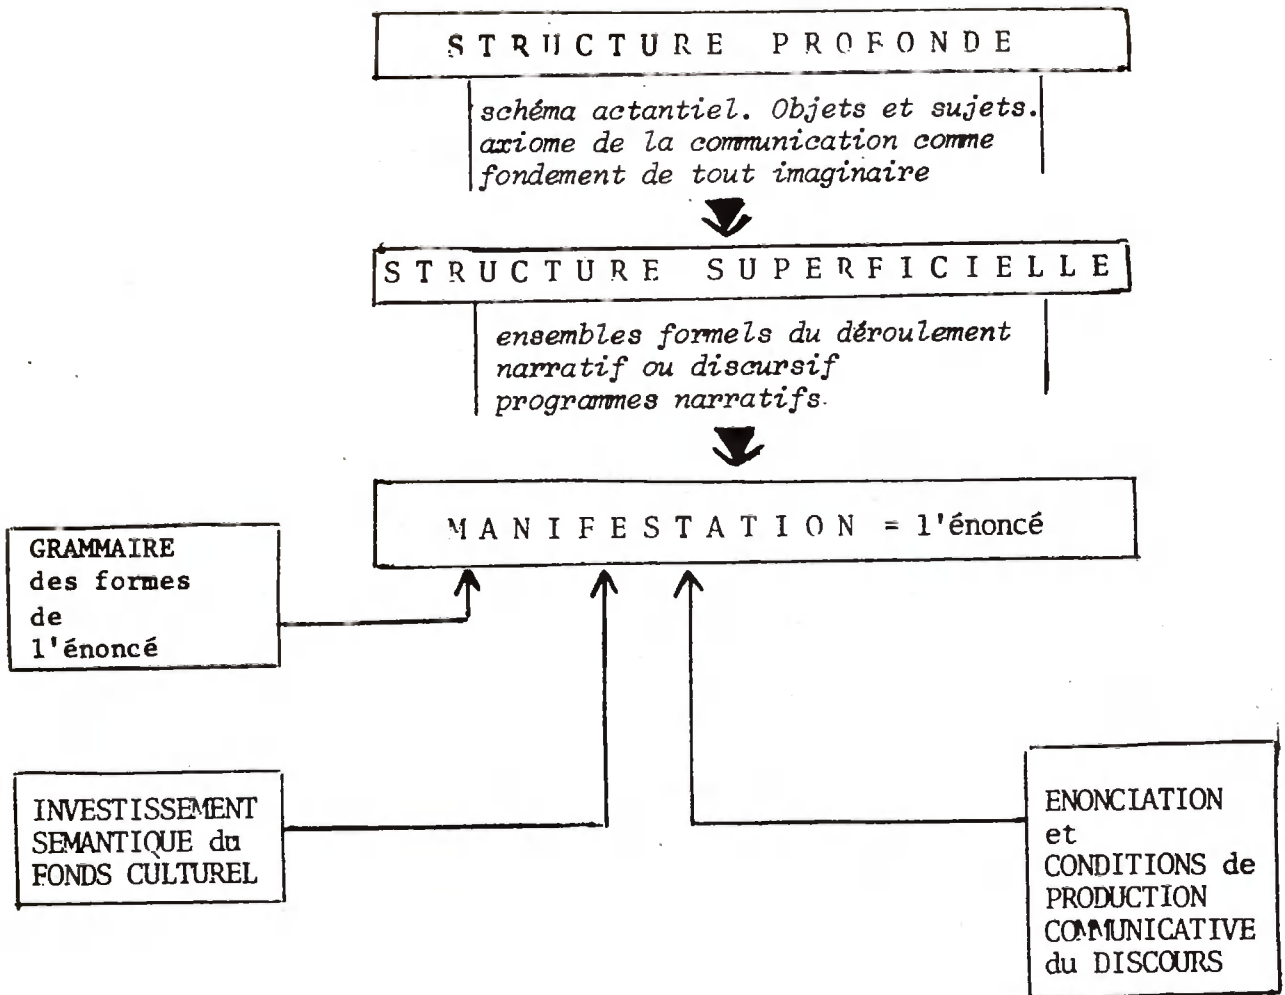 STRUCTURE PROFONDE
schéma actantiel. Objets et sujets.
axiome de la communication comme
fondement de tout imaginaire
STRUCTURE SUPERFICIELLE
ensembles formels du déroulement
narratif ou discursif
programmes narratifs.
MANIFESTATION = l'énoncé
GRAMMAIRE
des formes
de
l'énoncé
INVESTISSEMENT
SEMANTIQUE du
FONDS CULTUREL
ENONCIATION
et
CONDITIONS de
PRODUCTION
COMMUNICATIVE
du DISCOURS